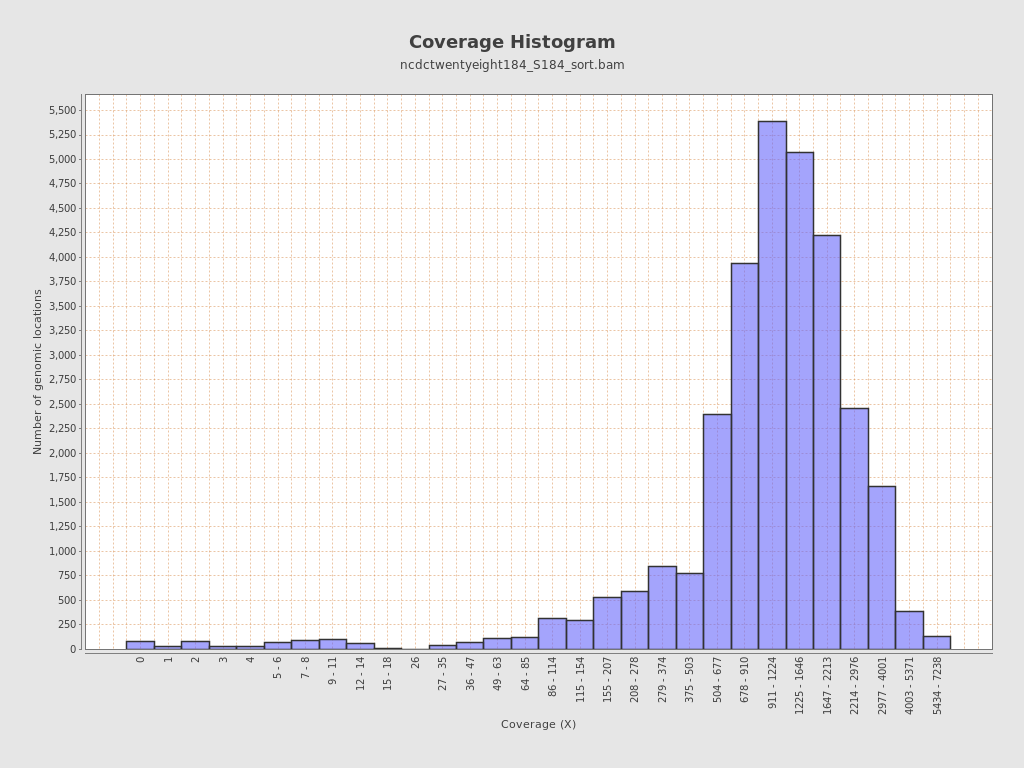 Coverage Histogram
ncdctwentyeight184_S184_sort.bam
Number of genomic locations
5,500
5,250
5,000
4,750
4,500
4,250
4,000
3,750
3,500
3,250
3,000
2,750
2,500
2,250
2,000
1,750
1,500
1,250
1,000
750
500
250
0
0
1
2
3
4
5 - 6
7 - 8
9 - 11
12 - 14
15 - 18
26
27 - 35
36 - 47
49 - 63
64 - 85
86 - 114
115 - 154
155 - 207
208 - 278
279 - 374
375 - 503
504 - 677
678 - 910
911 - 1224
1225 - 1646
1647 - 2213
2214 - 2976
2977 - 4001
4003 - 5371
5434 - 7238
Coverage (X)